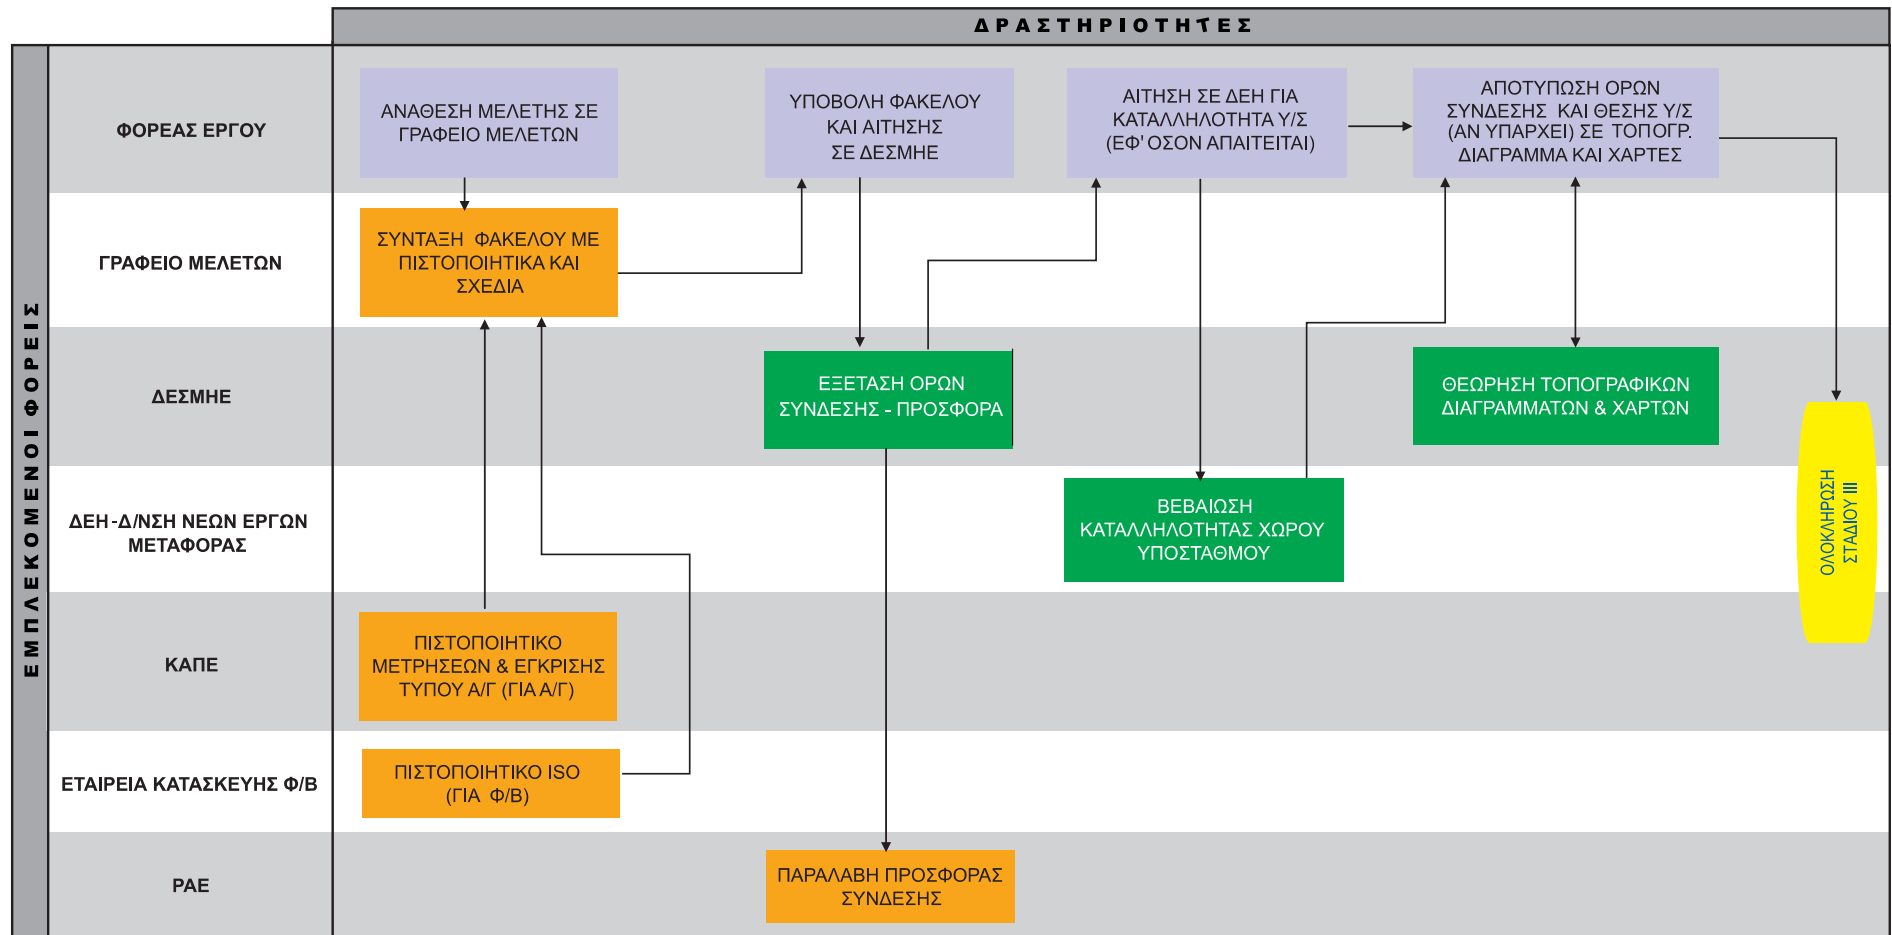 ΔΡΑΣΤΗΡΙΟΤΗΤΕΣ
ΕΜΠΛΕΚΟΜΕΝΟΙ ΦΟΡΕΙΣ
ΦΟΡΕΑΣ ΕΡΓΟΥ
ΑΝΑΘΕΣΗ ΜΕΛΕΤΗΣ ΣΕ
ΓΡΑΦΕΙΟ ΜΕΛΕΤΩΝ
ΥΠΟΒΟΛΗ ΦΑΚΕΛΟΥ
ΚΑΙ ΑΙΤΗΣΗΣ
ΣΕ ΔΕΣΜΗΕ
ΑΙΤΗΣΗ ΣΕ ΔΕΗ ΓΙΑ
ΚΑΤΑΛΛΗΛΟΤΗΤΑ Υ/Σ
(ΕΦ' ΟΣΟΝ ΑΠΑΙΤΕΙΤΑΙ)
ΑΠΟΤΥΠΩΣΗ ΟΡΩΝ
ΣΥΝΔΕΣΗΣ ΚΑΙ ΘΕΣΗΣ Υ/Σ
(ΑΝ ΥΠΑΡΧΕΙ) ΣΕ ΤΟΠΟΓΡ.
ΔΙΑΓΡΑΜΜΑ ΚΑΙ ΧΑΡΤΕΣ
ΓΡΑΦΕΙΟ ΜΕΛΕΤΩΝ
ΣΥΝΤΑΞΗ ΦΑΚΕΛΟΥ ΜΕ
ΠΙΣΤΟΠΟΙΗΤΙΚΑ ΚΑΙ
ΣΧΕΔΙΑ
ΔΕΣΜΗΕ
ΕΞΕΤΑΣΗ ΟΡΩΝ
ΣΥΝΔΕΣΗΣ - ΠΡΟΣΦΟΡΑ
ΘΕΩΡΗΣΗ ΤΟΠΟΓΡΑΦΙΚΩΝ
ΔΙΑΓΡΑΜΜΑΤΩΝ & ΧΑΡΤΩΝ
ΟΛΟΚΛΗΡΩΣΗ
ΣΤΑΔΙΟΥ ΙΙΙ
ΔΕΗ -Δ/ΝΣΗ ΝΕΩΝ ΕΡΓΩΝ
ΜΕΤΑΦΟΡΑΣ
ΒΕΒΑΙΩΣΗ
ΚΑΤΑΛΛΗΛΟΤΗΤΑΣ ΧΩΡΟΥ
ΥΠΟΣΤΑΘΜΟΥ
ΚΑΠΕ
ΠΙΣΤΟΠΟΙΗΤΙΚΟ
ΜΕΤΡΗΣΕΩΝ & ΕΓΚΡΙΣΗΣ
ΤΥΠΟΥ Α/Γ (ΓΙΑ Α/Γ)
ΕΤΑΙΡΕΙΑ ΚΑΤΑΣΚΕΥΗΣ Φ/Β
ΠΙΣΤΟΠΟΙΗΤΙΚΟ ISO
(ΓΙΑ Φ/Β)
ΡΑΕ
ΠΑΡΑΛΑΒΗ ΠΡΟΣΦΟΡΑΣ
ΣΥΝΔΕΣΗΣ